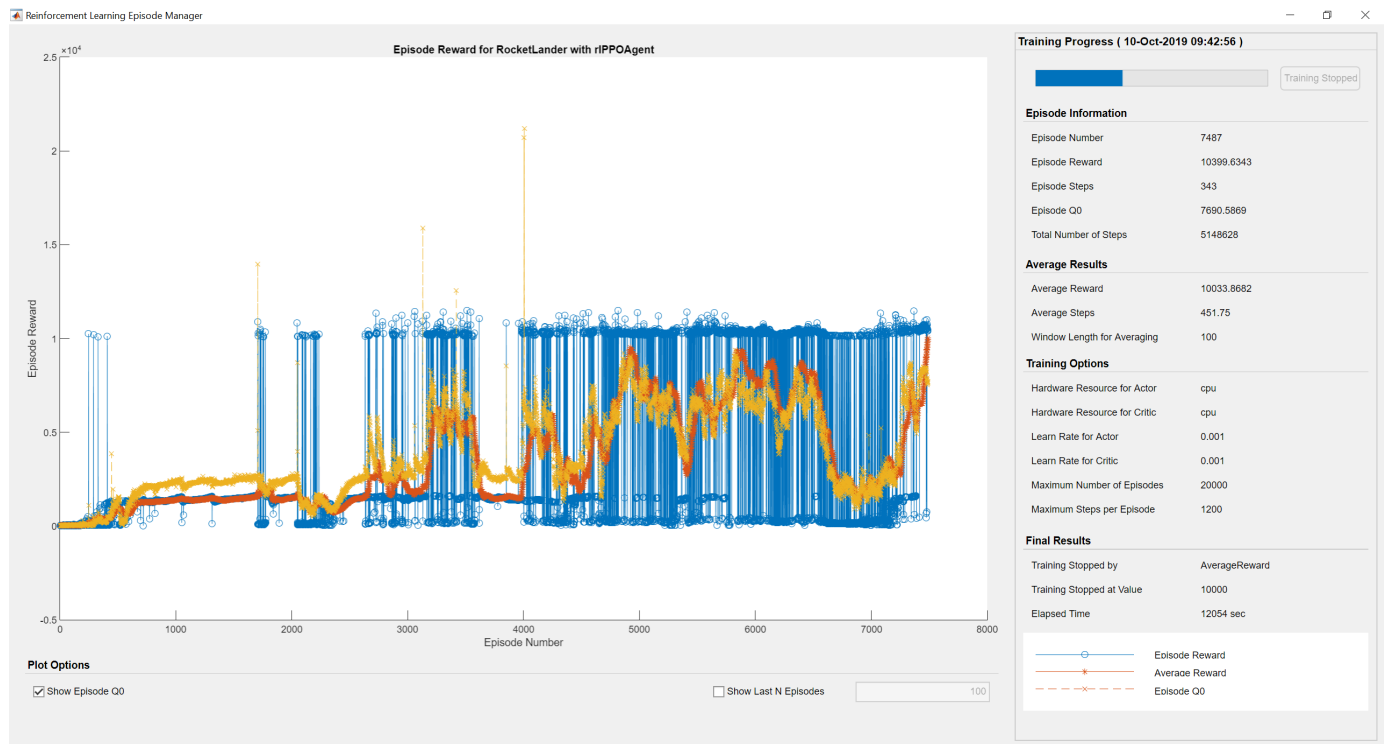 Reinforcement Learning Episode Manager
Episode Reward for RocketLander with rlPPOAgent
×10⁴
2.5
2
1.5
1
0.5
0
-0.5
Episode Reward
0 1000 2000 3000 4000 5000 6000 7000 8000
Episode Number
Plot Options
Show Episode Q0
Show Last N Episodes 100
Training Progress ( 10-Oct-2019 09:42:56 )
Training Stopped
Episode Information
Episode Number 7487
Episode Reward 10399.6343
Episode Steps 343
Episode Q0 7690.5869
Total Number of Steps 5148628
Average Results
Average Reward 10033.8682
Average Steps 451.75
Window Length for Averaging 100
Training Options
Hardware Resource for Actor cpu
Hardware Resource for Critic cpu
Learn Rate for Actor 0.001
Learn Rate for Critic 0.001
Maximum Number of Episodes 20000
Maximum Steps per Episode 1200
Final Results
Training Stopped by AverageReward
Training Stopped at Value 10000
Elapsed Time 12054 sec
Episode Reward
Average Reward
Episode Q0